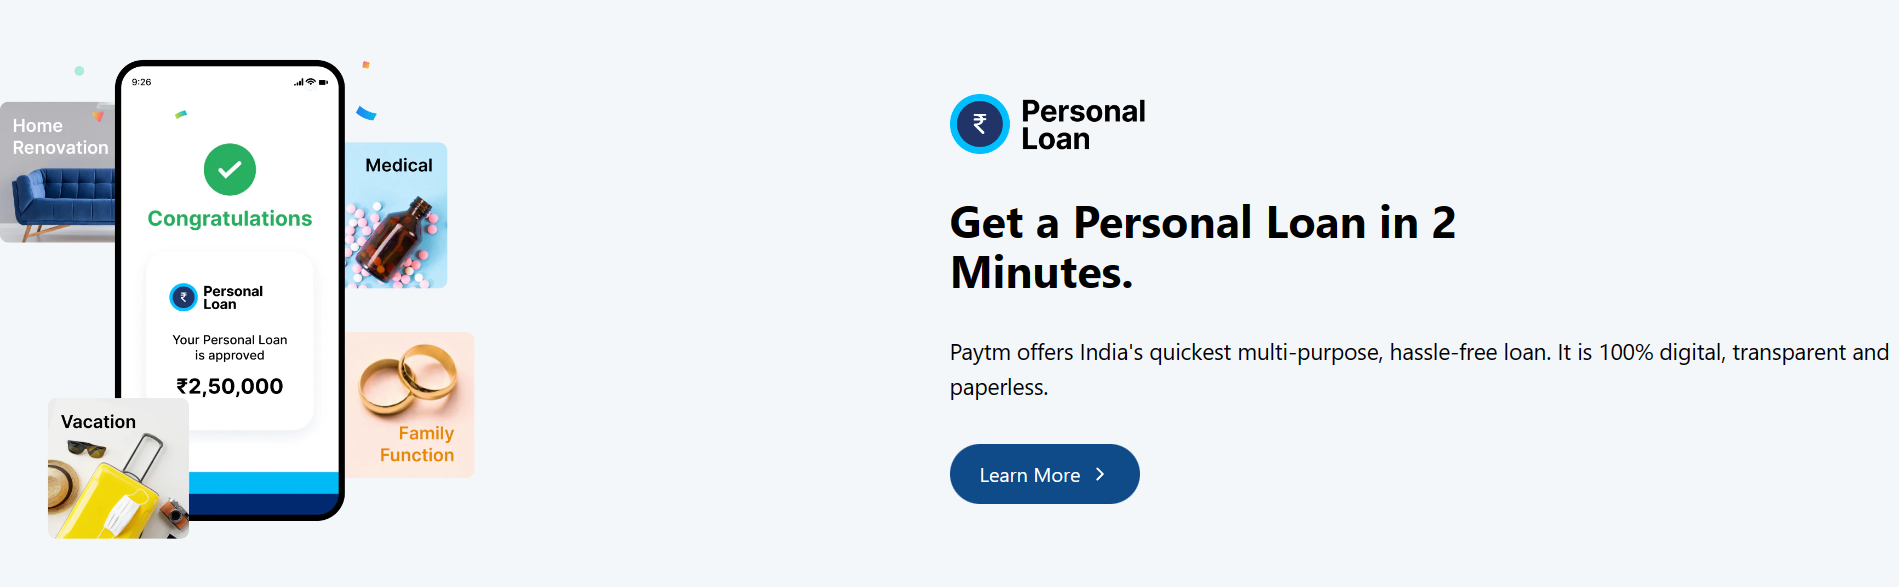 9:26
Home
Renovation
Medical
Congratulations
₹
Personal
Loan
Your Personal Loan
is approved
₹2,50,000
Vacation
Family
Function
₹
Personal
Loan
Get a Personal Loan in 2
Minutes.
Paytm offers India's quickest multi-purpose, hassle-free loan. It is 100% digital, transparent and
paperless.
Learn More